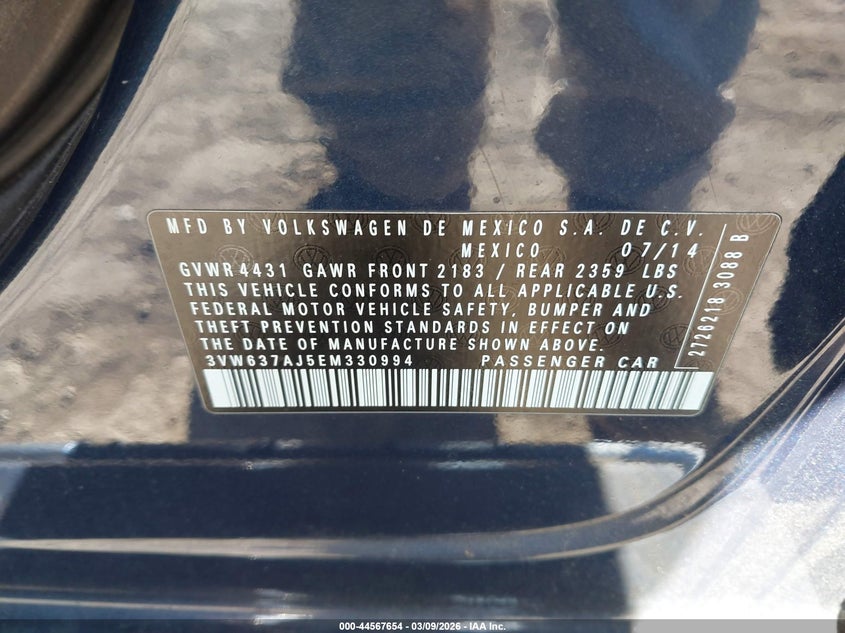 MFD BY VOLKSWAGEN DE MEXICO S.A. DE C.V.
MEXICO 07/14
GVWR 4431 GAWR FRONT 2183 / REAR 2359 LBS
THIS VEHICLE CONFORMS TO ALL APPLICABLE U.S.
FEDERAL MOTOR VEHICLE SAFETY, BUMPER AND
THEFT PREVENTION STANDARDS IN EFFECT ON
THE DATE OF MANUFACTURE SHOWN ABOVE.
3VW637AJ5EM330994 PASSENGER CAR
2726218 3088 B
000-44567654 - 03/09/2026 - IAA Inc.